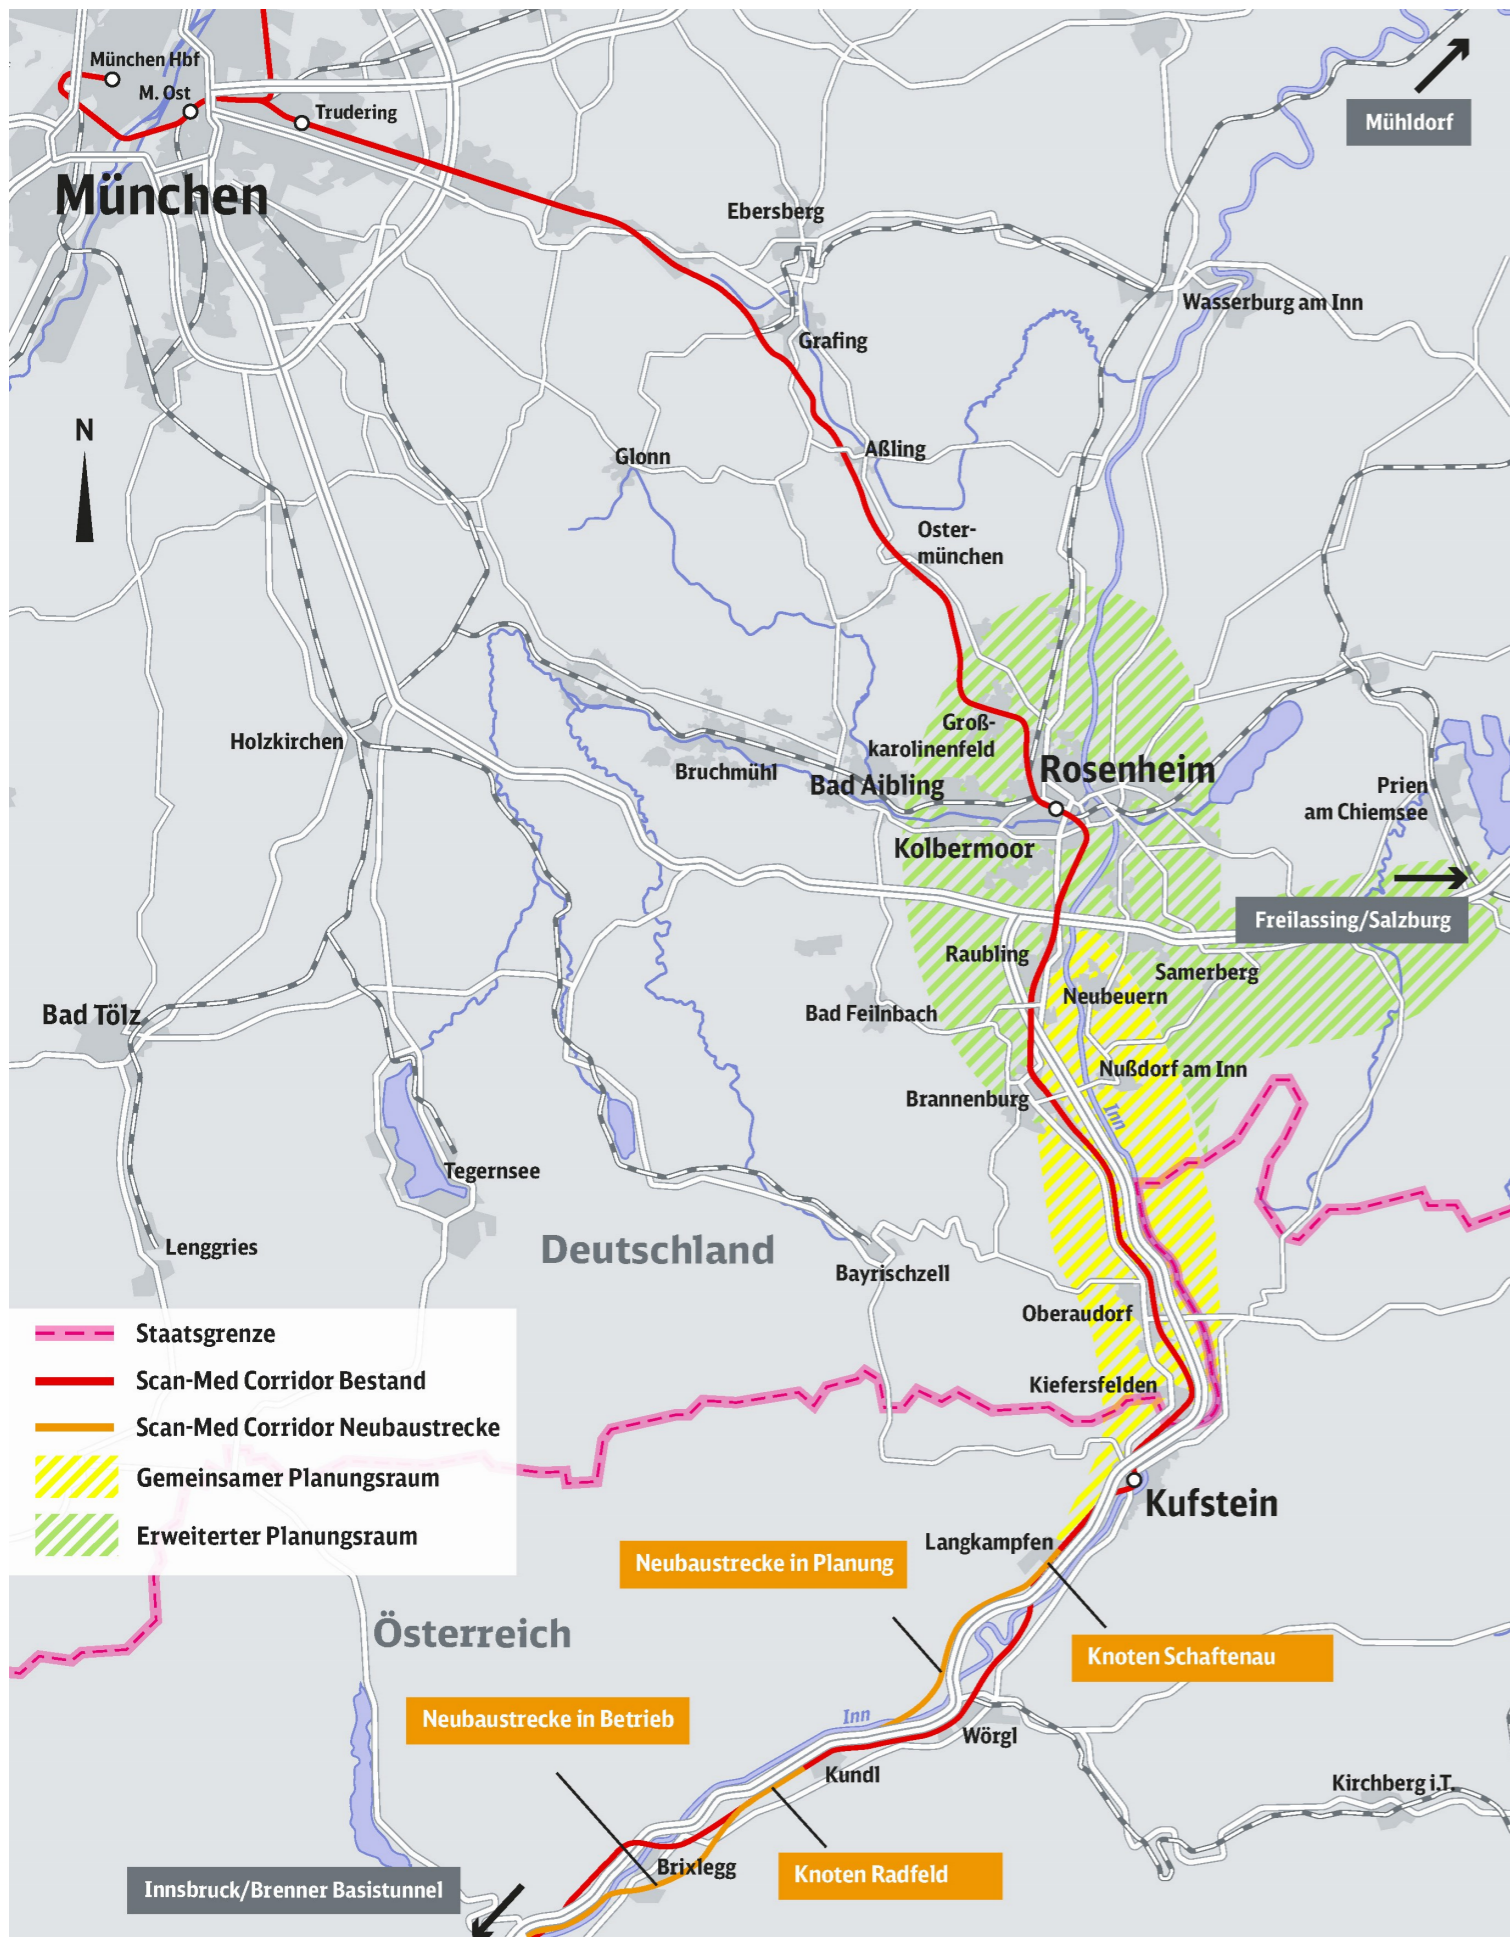 München Hbf
M. Ost
Trudering
Mühldorf
München
Ebersberg
Wasserburg am Inn
Grafing
N
Glonn
Aßling
Oster-
münchen
Groß-
karolinenfeld
Holzkirchen
Bruchmühl
Bad Aibling
Rosenheim
Prien
am Chiemsee
Kolbermoor
Freilassing/Salzburg
Raubling
Samerberg
Neubeuern
Bad Tölz
Bad Feilnbach
Nußdorf am Inn
Brannenburg
Inn
Tegernsee
Lenggries
Deutschland
Bayrischzell
Oberaudorf
Kiefersfelden
Staatsgrenze
Scan-Med Corridor Bestand
Scan-Med Corridor Neubaustrecke
Gemeinsamer Planungsraum
Erweiterter Planungsraum
Kufstein
Langkampfen
Neubaustrecke in Planung
Österreich
Knoten Schaftenau
Neubaustrecke in Betrieb
Inn
Wörgl
Kundl
Kirchberg i.T.
Brixlegg
Knoten Radfeld
Innsbruck/Brenner Basistunnel